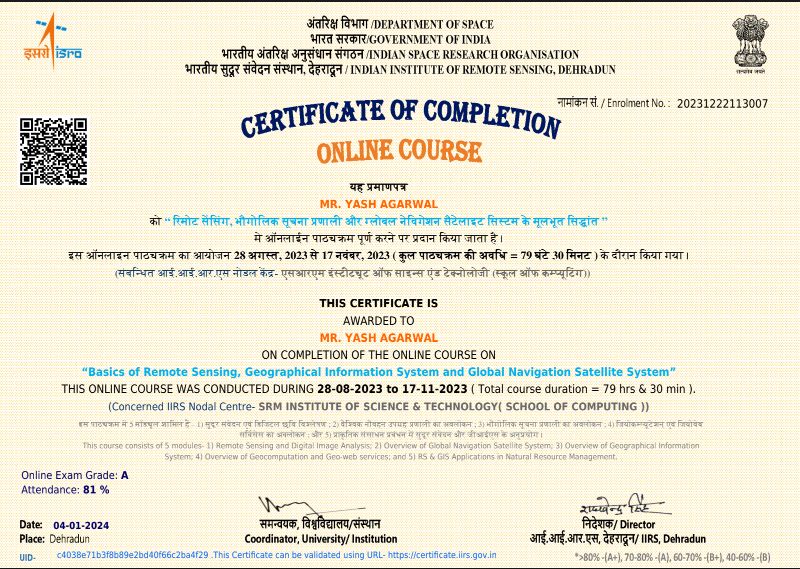 इसरो isro
अंतरिक्ष विभाग /DEPARTMENT OF SPACE
भारत सरकार/GOVERNMENT OF INDIA
भारतीय अंतरिक्ष अनुसंधान संगठन /INDIAN SPACE RESEARCH ORGANISATION
भारतीय सुदूर संवेदन संस्थान, देहरादून / INDIAN INSTITUTE OF REMOTE SENSING, DEHRADUN
सत्यमेव जयते
नामांकन सं. / Enrolment No. : 20231222113007
CERTIFICATE OF COMPLETION
ONLINE COURSE
यह प्रमाणपत्र
MR. YASH AGARWAL
को “ रिमोट सेंसिंग, भौगोलिक सूचना प्रणाली और ग्लोबल नेविगेशन सैटेलाइट सिस्टम के मूलभूत सिद्धांत ”
मे ऑनलाईन पाठ्यक्रम पूर्ण करने पर प्रदान किया जाता है।
इस ऑनलाइन पाठ्यक्रम का आयोजन 28 अगस्त, 2023 से 17 नवंबर, 2023 ( कुल पाठ्यक्रम की अवधि = 79 घंटे 30 मिनट ) के दौरान किया गया।
(संबन्धित आई.आई.आर.एस नोडल केंद्र- एसआरएम इंस्टीट्यूट ऑफ साइन्स एंड टेक्नोलोजी (स्कूल ऑफ कम्प्यूटिंग))
THIS CERTIFICATE IS
AWARDED TO
MR. YASH AGARWAL
ON COMPLETION OF THE ONLINE COURSE ON
“Basics of Remote Sensing, Geographical Information System and Global Navigation Satellite System”
THIS ONLINE COURSE WAS CONDUCTED DURING 28-08-2023 to 17-11-2023 ( Total course duration = 79 hrs & 30 min ).
(Concerned IIRS Nodal Centre- SRM INSTITUTE OF SCIENCE & TECHNOLOGY( SCHOOL OF COMPUTING ))
इस पाठ्यक्रम में 5 मॉड्यूल शामिल हैं- 1) सुदूर संवेदन एवं डिजिटल छवि विश्लेषण ; 2) वैश्विक नौवहन उपग्रह प्रणाली का अवलोकन ; 3) भौगोलिक सूचना प्रणाली का अवलोकन ; 4) जियोकम्प्यूटेशन एवं जियोवेब
सर्विसेस का अवलोकन ; और 5) प्राकृतिक संसाधन प्रबंधन में सुदूर संवेदन और जीआईएस के अनुप्रयोग।
This course consists of 5 modules- 1) Remote Sensing and Digital Image Analysis; 2) Overview of Global Navigation Satellite System; 3) Overview of Geographical Information
System; 4) Overview of Geocomputation and Geo-web services; and 5) RS & GIS Applications in Natural Resource Management.
Online Exam Grade: A
Attendance: 81 %
Date: 04-01-2024
Place: Dehradun
समन्वयक, विश्वविद्यालय/संस्थान
Coordinator, University/ Institution
निदेशक/ Director
आई.आई.आर.एस, देहरादून/ IIRS, Dehradun
UID- c4038e71b3f8b89e2bd40f66c2ba4f29 .This Certificate can be validated using URL- https://certificate.iirs.gov.in
*>80% -(A+), 70-80% -(A), 60-70% -(B+), 40-60% -(B)